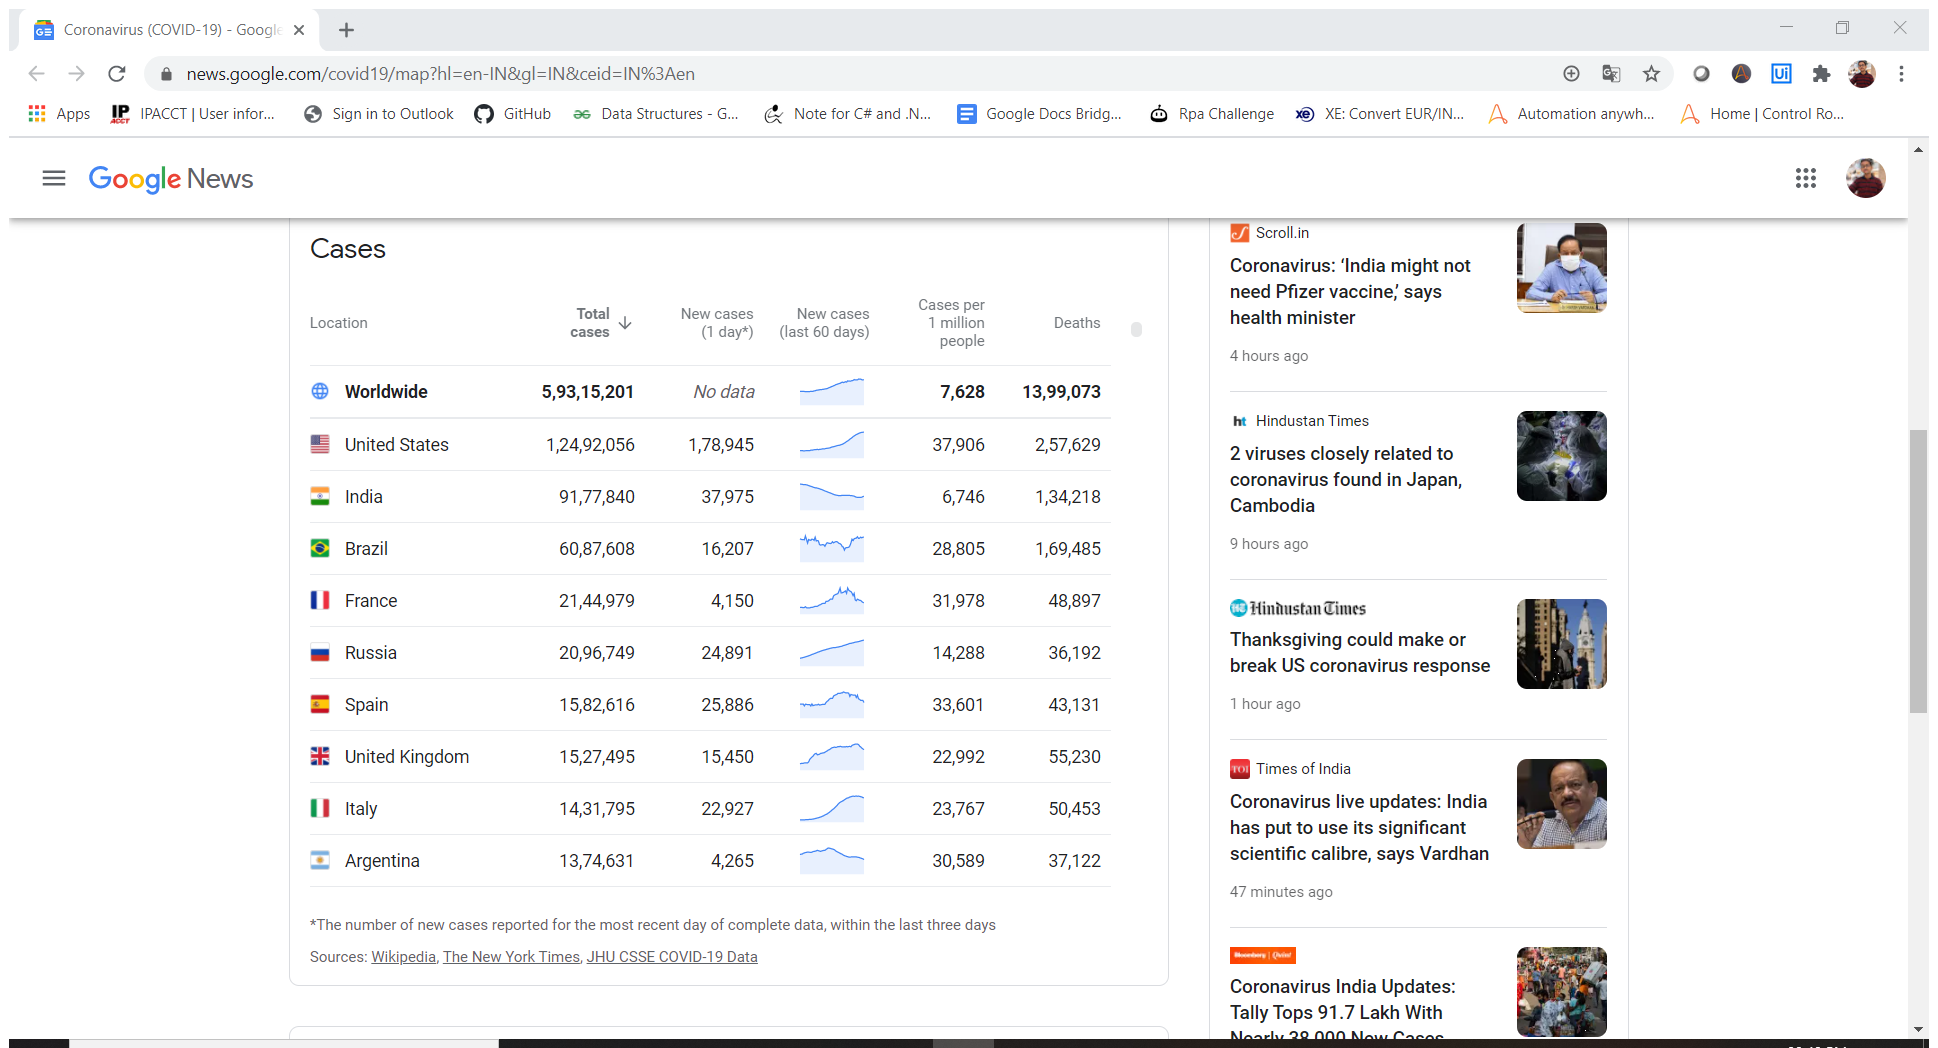 Coronavirus (COVID-19) - Google
news.google.com/covid19/map?hl=en-IN&gl=IN&ceid=IN%3Aen
Apps IPACCT | User infor... Sign in to Outlook GitHub Data Structures - G... Note for C# and .N... Google Docs Bridg... Rpa Challenge XE: Convert EUR/IN... Automation anywh... Home | Control Ro...
Google News
Cases
Location Total cases New cases (1 day*) New cases (last 60 days) Cases per 1 million people Deaths
Worldwide 5,93,15,201 No data 7,628 13,99,073
United States 1,24,92,056 1,78,945 37,906 2,57,629
India 91,77,840 37,975 6,746 1,34,218
Brazil 60,87,608 16,207 28,805 1,69,485
France 21,44,979 4,150 31,978 48,897
Russia 20,96,749 24,891 14,288 36,192
Spain 15,82,616 25,886 33,601 43,131
United Kingdom 15,27,495 15,450 22,992 55,230
Italy 14,31,795 22,927 23,767 50,453
Argentina 13,74,631 4,265 30,589 37,122
*The number of new cases reported for the most recent day of complete data, within the last three days
Sources: Wikipedia, The New York Times, JHU CSSE COVID-19 Data
Scroll.in
Coronavirus: ‘India might not
need Pfizer vaccine,’ says
health minister
4 hours ago
ht Hindustan Times
2 viruses closely related to
coronavirus found in Japan,
Cambodia
9 hours ago
HT Hindustan Times
Thanksgiving could make or
break US coronavirus response
1 hour ago
TOI Times of India
Coronavirus live updates: India
has put to use its significant
scientific calibre, says Vardhan
47 minutes ago
Bloomberg | Quint
Coronavirus India Updates:
Tally Tops 91.7 Lakh With
Nearly 38,000 New Cases